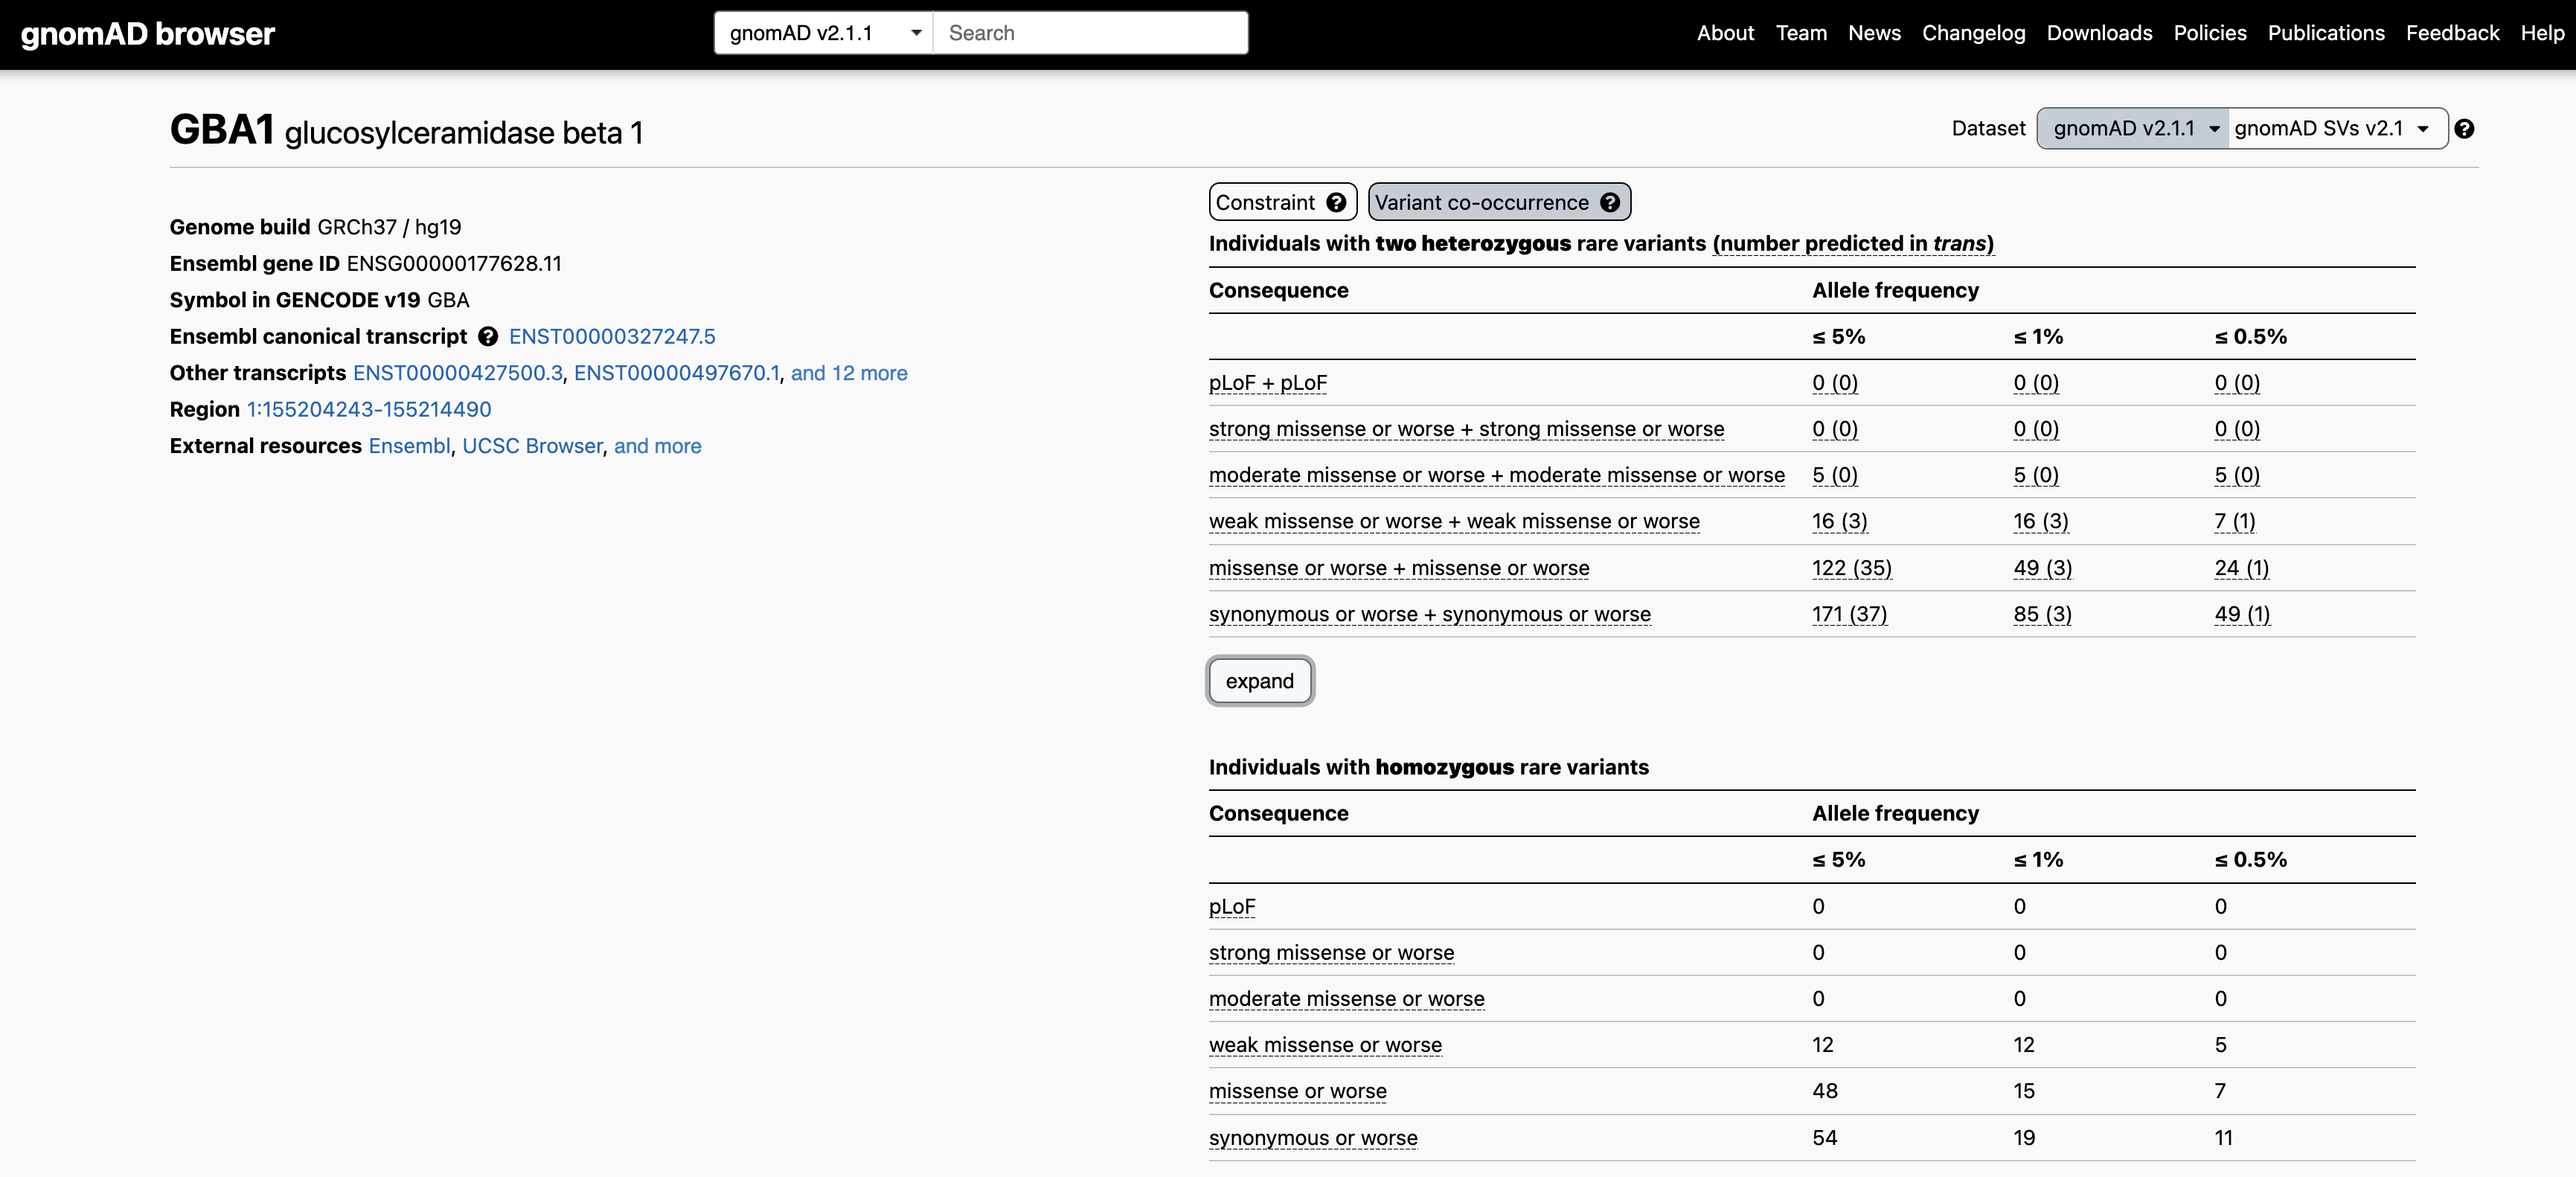 gnomAD browser
gnomAD v2.1.1
Search
About Team News Changelog Downloads Policies Publications Feedback Help
GBA1 glucosylceramidase beta 1
Dataset gnomAD v2.1.1 gnomAD SVs v2.1 ?
Genome build GRCh37 / hg19
Ensembl gene ID ENSG00000177628.11
Symbol in GENCODE v19 GBA
Ensembl canonical transcript ? ENST00000327247.5
Other transcripts ENST00000427500.3, ENST00000497670.1, and 12 more
Region 1:155204243-155214490
External resources Ensembl, UCSC Browser, and more
Constraint ? Variant co-occurrence ?
Individuals with two heterozygous rare variants (number predicted in trans)
Consequence Allele frequency
≤ 5% ≤ 1% ≤ 0.5%
pLoF + pLoF 0 (0) 0 (0) 0 (0)
strong missense or worse + strong missense or worse 0 (0) 0 (0) 0 (0)
moderate missense or worse + moderate missense or worse 5 (0) 5 (0) 5 (0)
weak missense or worse + weak missense or worse 16 (3) 16 (3) 7 (1)
missense or worse + missense or worse 122 (35) 49 (3) 24 (1)
synonymous or worse + synonymous or worse 171 (37) 85 (3) 49 (1)
expand
Individuals with homozygous rare variants
Consequence Allele frequency
≤ 5% ≤ 1% ≤ 0.5%
pLoF 0 0 0
strong missense or worse 0 0 0
moderate missense or worse 0 0 0
weak missense or worse 12 12 5
missense or worse 48 15 7
synonymous or worse 54 19 11